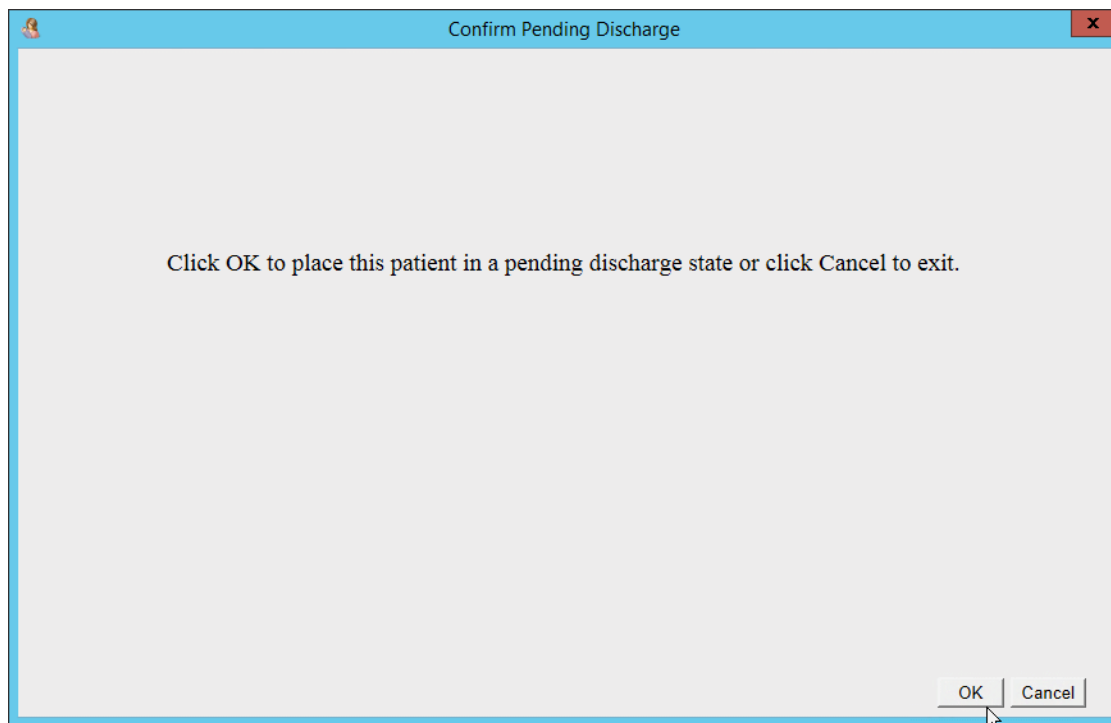 Confirm Pending Discharge
x
Click OK to place this patient in a pending discharge state or click Cancel to exit.
OK Cancel